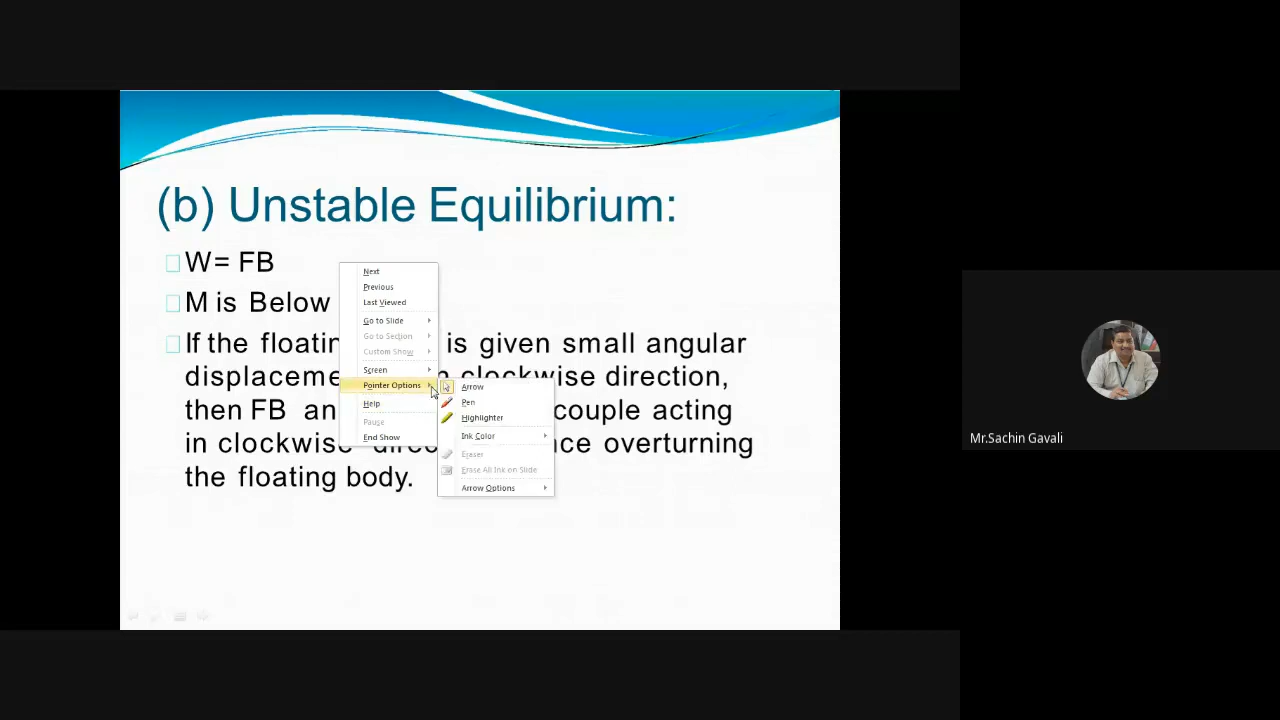 (b) Unstable Equilibrium:
W= FB
M is Below
If the floatin is given small angular
displaceme clockwise direction,
then FB an couple acting
in clockwise nce overturning
the floating body.
Next
Previous
Last Viewed
Go to Slide
Go to Section
Custom Show
Screen
Pointer Options
Help
Pause
End Show
Arrow
Pen
Highlighter
Ink Color
Eraser
Erase All Ink on Slide
Arrow Options
Mr.Sachin Gavali